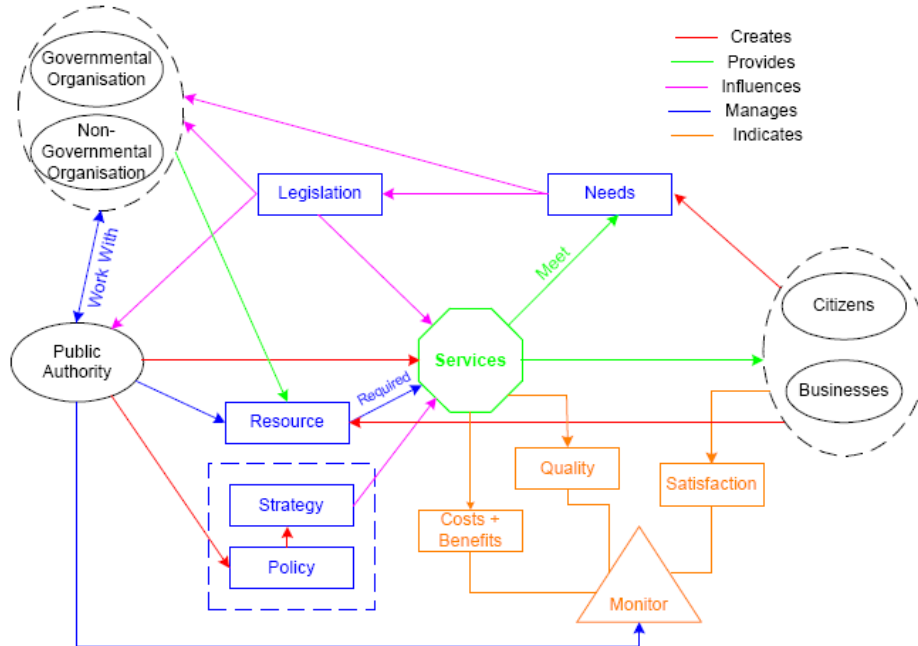 Governmental
Organisation
Non-
Governmental
Organisation
Creates
Provides
Influences
Manages
Indicates
Legislation
Needs
Work With
Meet
Citizens
Businesses
Public
Authority
Services
Required
Resource
Strategy
Policy
Quality
Satisfaction
Costs +
Benefits
Monitor